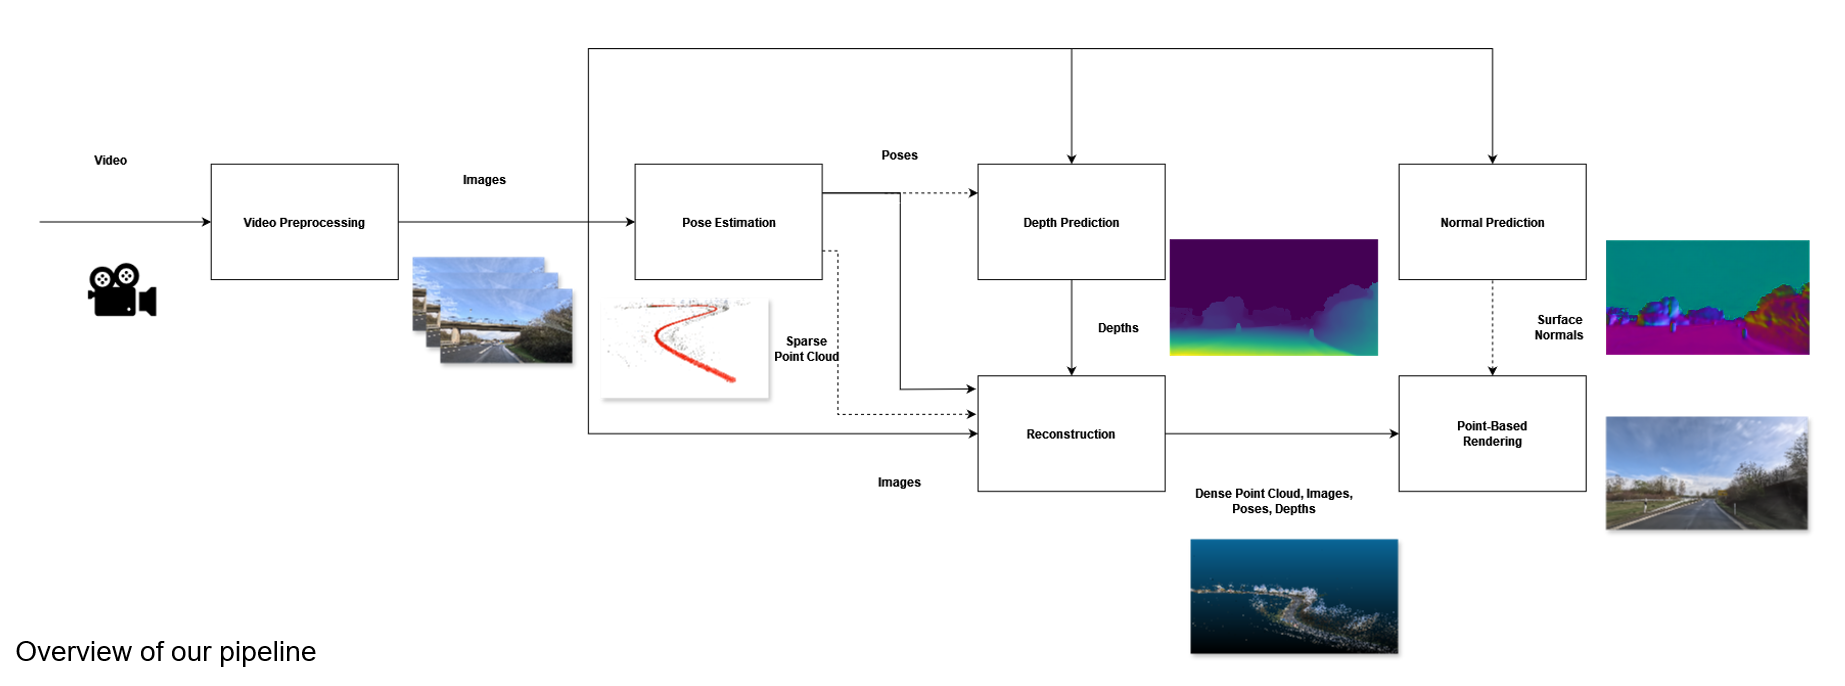 Video
Video Preprocessing
Images
Pose Estimation
Poses
Depth Prediction
Normal Prediction
Sparse
Point Cloud
Depths
Surface
Normals
Reconstruction
Point-Based
Rendering
Images
Dense Point Cloud, Images,
Poses, Depths
Overview of our pipeline